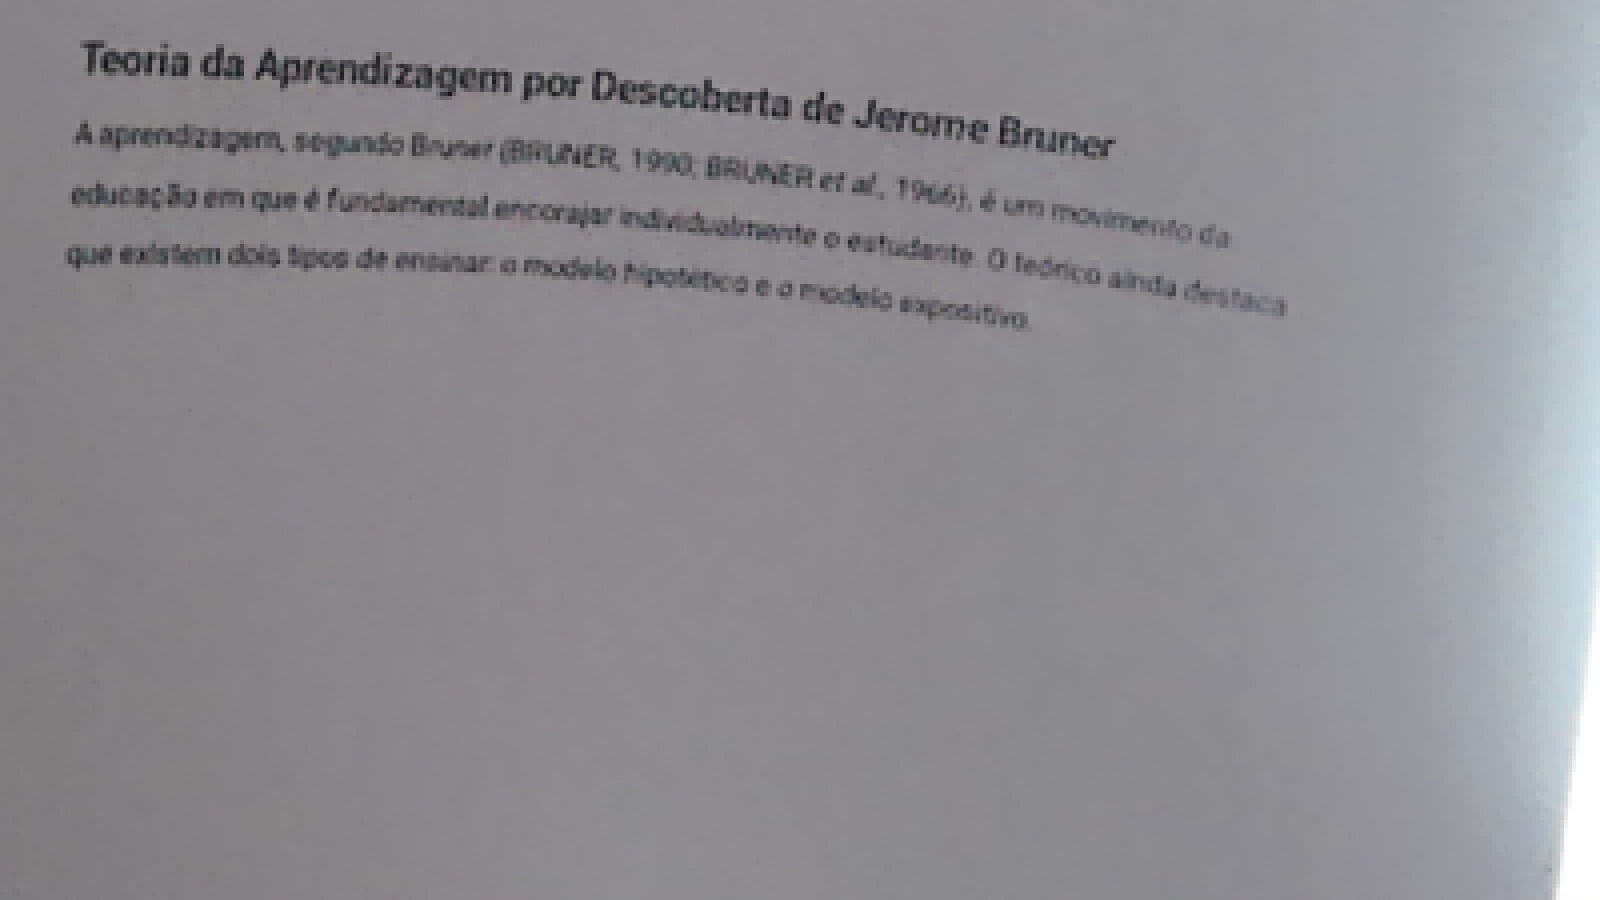 Teoria da Aprendizagem por Descoberta de Jerome Bruner
A aprendizagem, segundo Bruner (BRUNER, 1990; BRUNER et al., 1966), é um movimento da
educação em que é fundamental encorajar individualmente o estudante. O teórico ainda destaca
que existem dois tipos de ensinar: o modelo hipotético e o modelo expositivo.